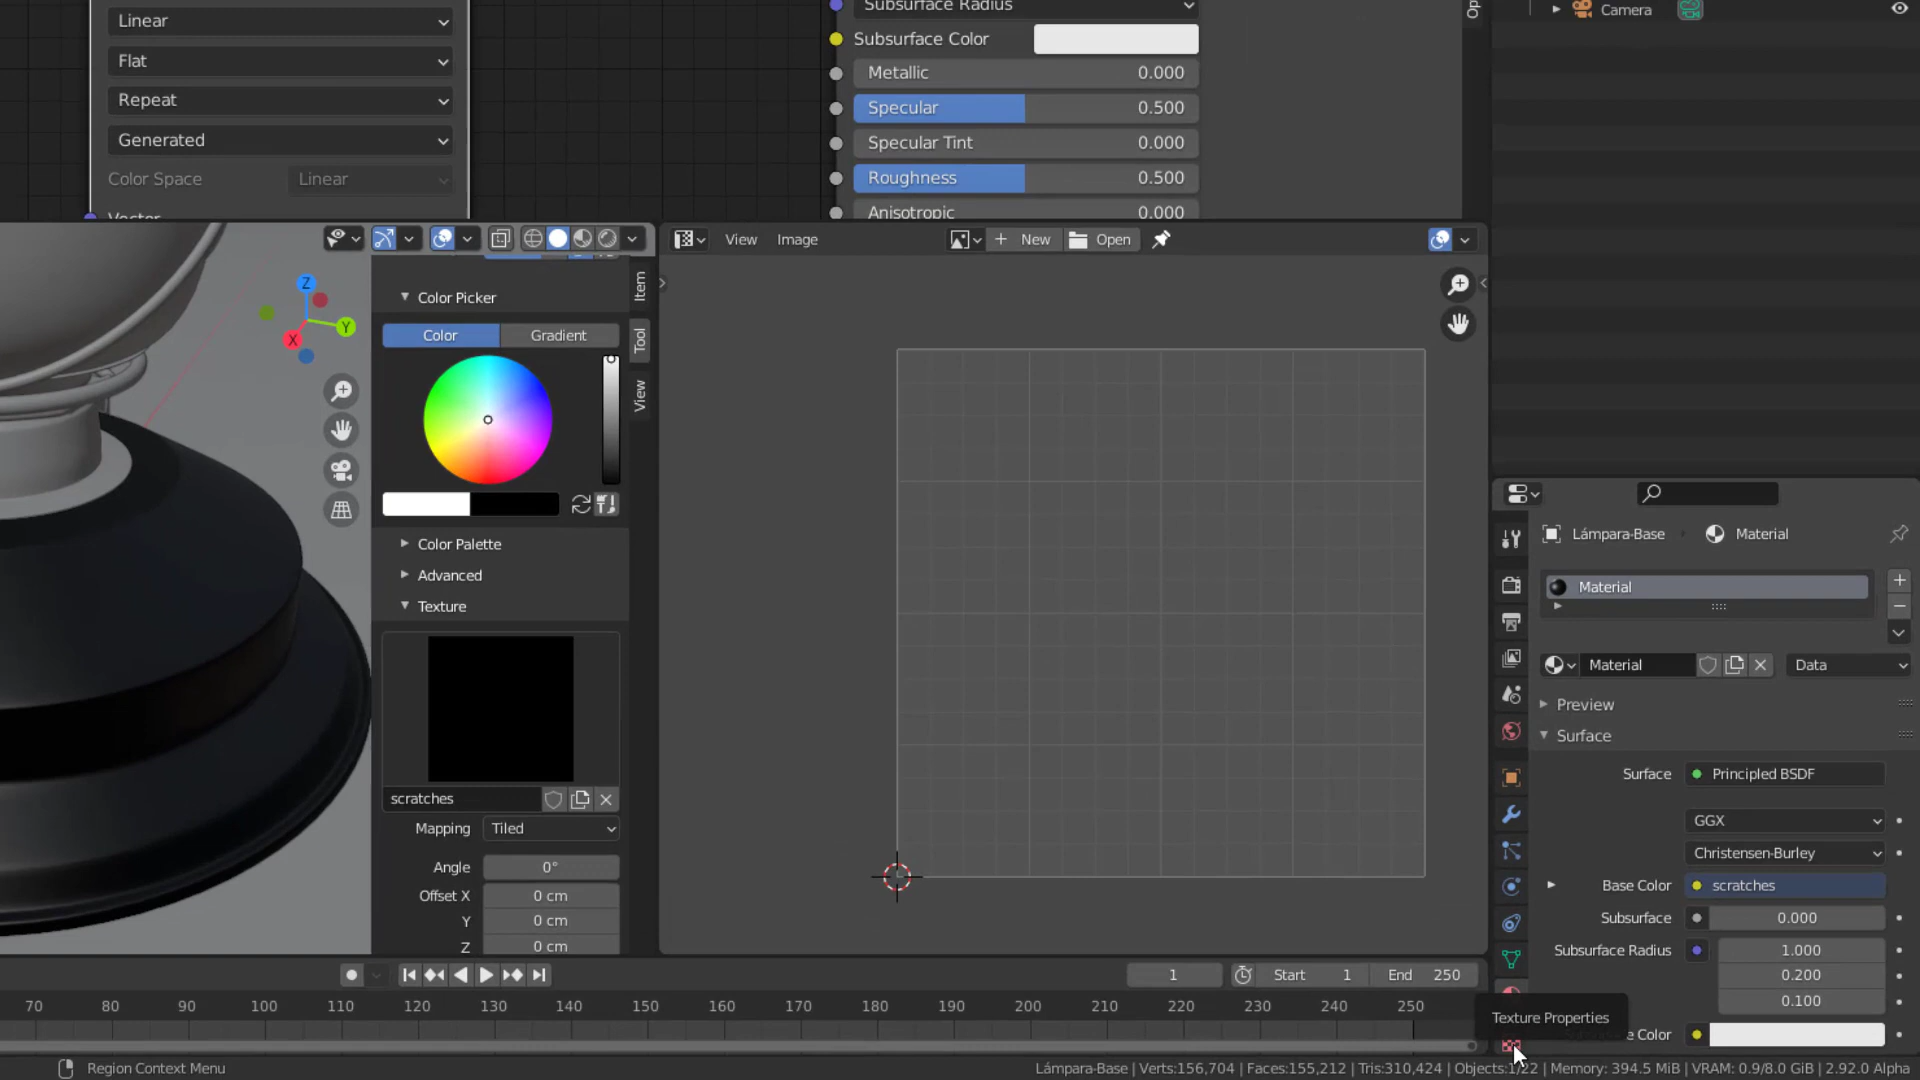 Linear
Flat
Repeat
Generated
Color Space Linear
Vector
Subsurface Radius
Subsurface Color
Metallic 0.000
Specular 0.500
Specular Tint 0.000
Roughness 0.500
Anisotropic 0.000
Op
Camera
Z
Y
X
Color Picker
Color Gradient
Color Palette
Advanced
Texture
scratches
Mapping Tiled
Angle 0°
Offset X 0 cm
Y 0 cm
Z 0 cm
Item
Tool
View
View Image New Open
Lámpara-Base Material
Material
Material Data
Preview
Surface
Surface Principled BSDF
GGX
Christensen-Burley
Base Color scratches
Subsurface 0.000
Subsurface Radius 1.000
0.200
0.100
e Color
Texture Properties
1 Start 1 End 250
70 80 90 100 110 120 130 140 150 160 170 180 190 200 210 220 230 240 250
Region Context Menu
Lámpara-Base | Verts:156,704 | Faces:155,212 | Tris:310,424 | Objects:1/22 | Memory: 394.5 MiB | VRAM: 0.9/8.0 GiB | 2.92.0 Alpha